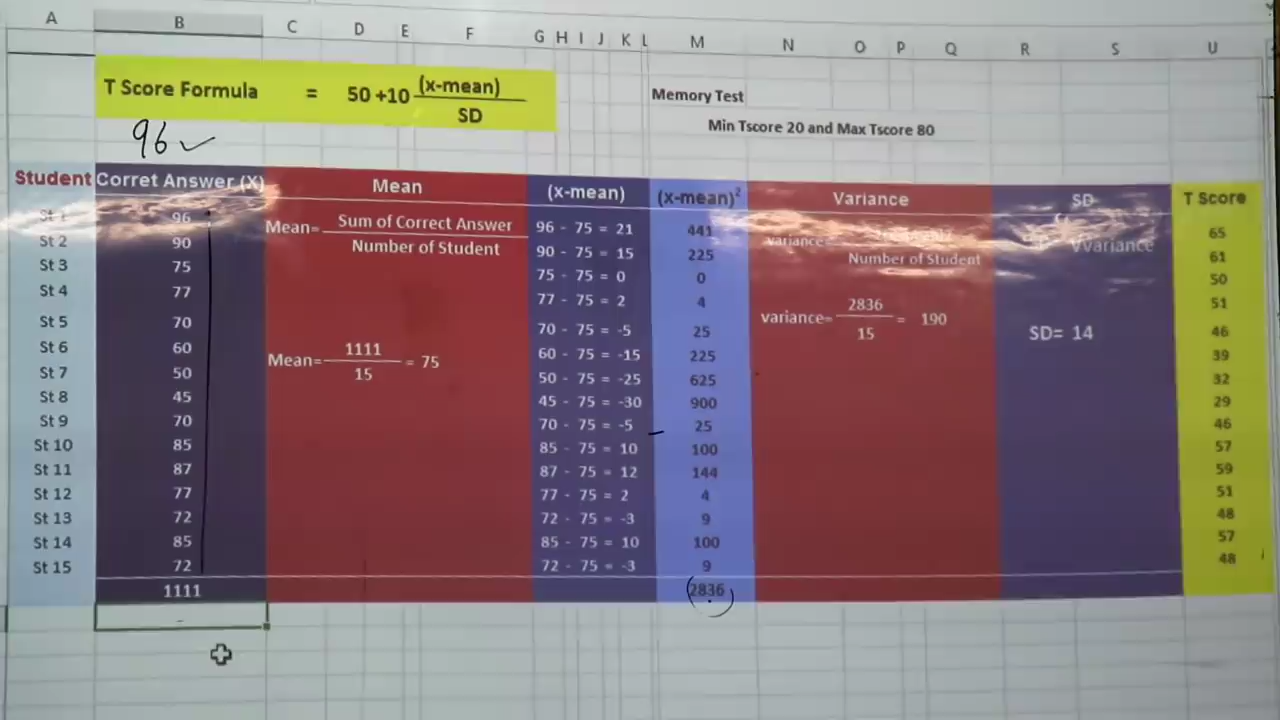 A B C D E F G H I J K L M N O P Q R S U
T Score Formula = 50 +10 (x-mean)
SD
96
Memory Test
Min Tscore 20 and Max Tscore 80
Student Corret Answer (X) Mean (x-mean) (x-mean)² Variance SD T Score
St 1 96 Mean= Sum of Correct Answer 96 - 75 = 21 441 variance= Vvariance 65
Number of Student Number of Student
St 2 90 90 - 75 = 15 225 61
St 3 75 75 - 75 = 0 0 50
St 4 77 77 - 75 = 2 4 variance= 2836 = 190 51
15 SD= 14
St 5 70 70 - 75 = -5 25 46
St 6 60 Mean= 1111 = 75 60 - 75 = -15 225 39
15
St 7 50 50 - 75 = -25 625 32
St 8 45 45 - 75 = -30 900 29
St 9 70 70 - 75 = -5 25 46
St 10 85 85 - 75 = 10 100 57
St 11 87 87 - 75 = 12 144 59
St 12 77 77 - 75 = 2 4 51
St 13 72 72 - 75 = -3 9 48
St 14 85 85 - 75 = 10 100 57
St 15 72 72 - 75 = -3 9 48
1111 2836